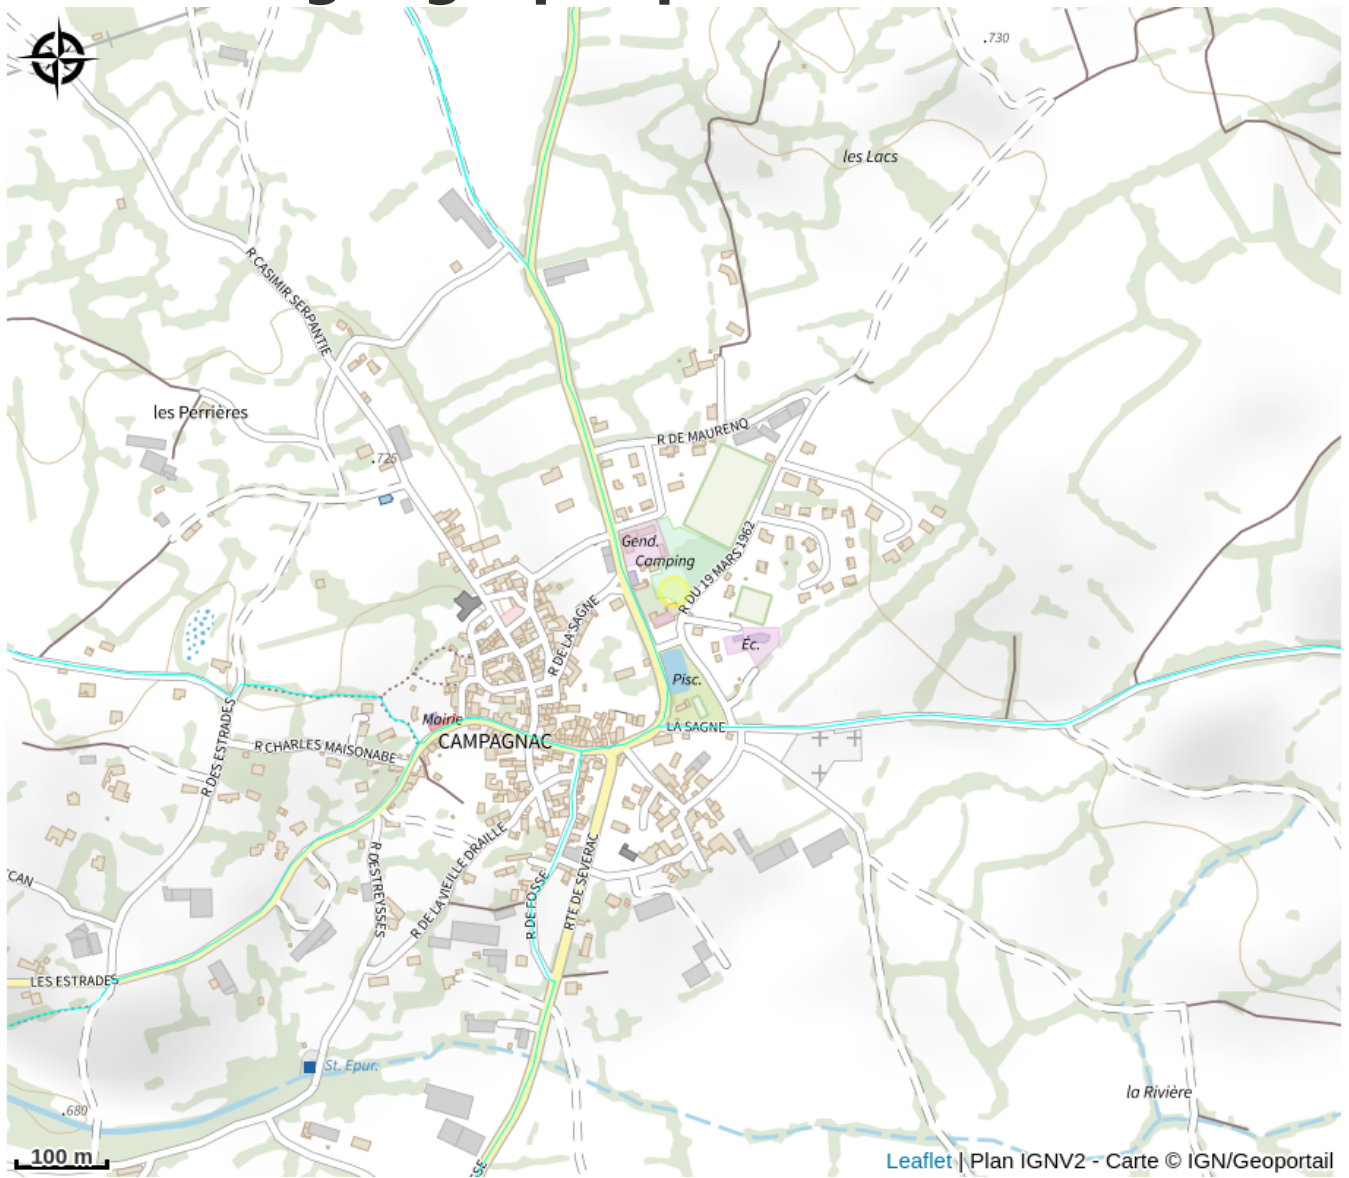 .730
les Lacs
R CASIMIR SERPANTIE
les Perrières
R DE MAURENQ
.725
Gend.
Camping
R DU 19 MARS 1962
R DE LA SAGNE
Éc.
Pisc.
Mairie
LA SAGNE
CAMPAGNAC
R CHARLES MAISONABE
R DES ESTRADES
R DESTREYSSES
R DE LA VIEILLE DRAILLE
R DE FOSSE
RTE DE SEVERAC
CAN
LES ESTRADES
St. Epur.
la Rivière
.680
100 m
Leaflet | Plan IGNV2 - Carte © IGN/Geoportail